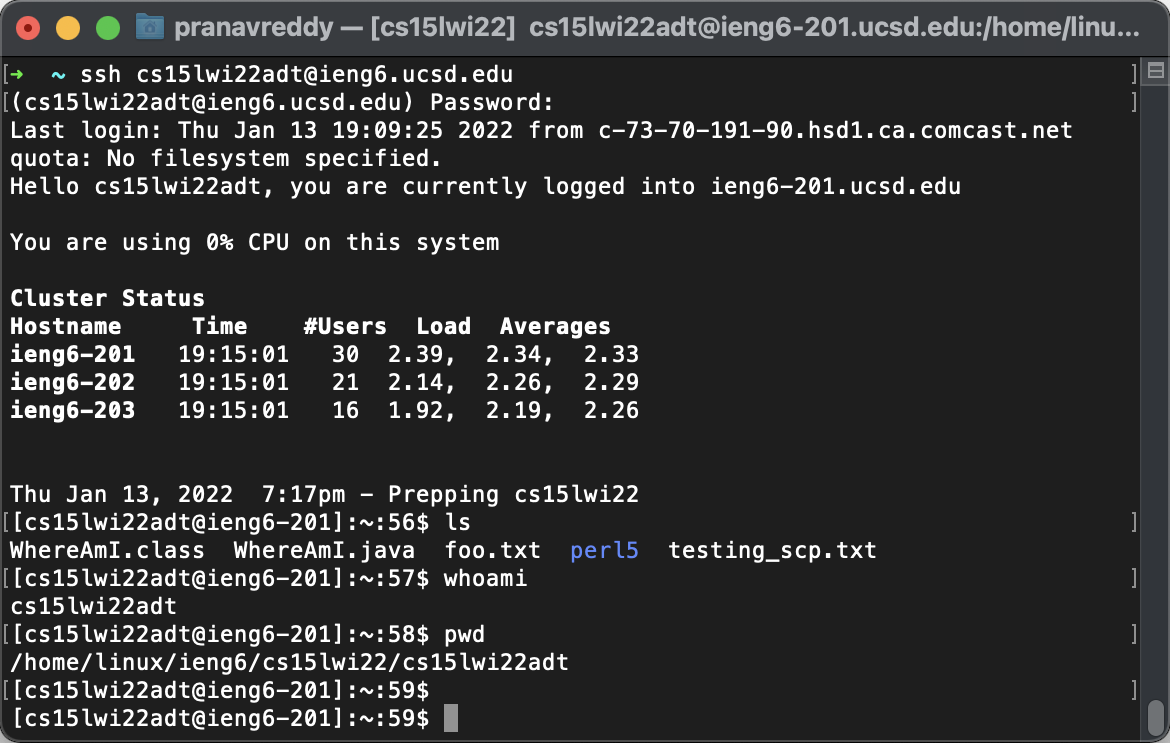 pranavreddy — [cs15lwi22] cs15lwi22adt@ieng6-201.ucsd.edu:/home/linu...
[➜  ~ ssh cs15lwi22adt@ieng6.ucsd.edu ]
[(cs15lwi22adt@ieng6.ucsd.edu) Password: ]
Last login: Thu Jan 13 19:09:25 2022 from c-73-70-191-90.hsd1.ca.comcast.net
quota: No filesystem specified.
Hello cs15lwi22adt, you are currently logged into ieng6-201.ucsd.edu
You are using 0% CPU on this system
Cluster Status
Hostname     Time    #Users  Load  Averages
ieng6-201   19:15:01   30  2.39,  2.34,  2.33
ieng6-202   19:15:01   21  2.14,  2.26,  2.29
ieng6-203   19:15:01   16  1.92,  2.19,  2.26
Thu Jan 13, 2022  7:17pm - Prepping cs15lwi22
[[cs15lwi22adt@ieng6-201]:~:56$ ls ]
WhereAmI.class  WhereAmI.java  foo.txt  perl5  testing_scp.txt
[[cs15lwi22adt@ieng6-201]:~:57$ whoami ]
cs15lwi22adt
[[cs15lwi22adt@ieng6-201]:~:58$ pwd ]
/home/linux/ieng6/cs15lwi22/cs15lwi22adt
[[cs15lwi22adt@ieng6-201]:~:59$ ]
[cs15lwi22adt@ieng6-201]:~:59$